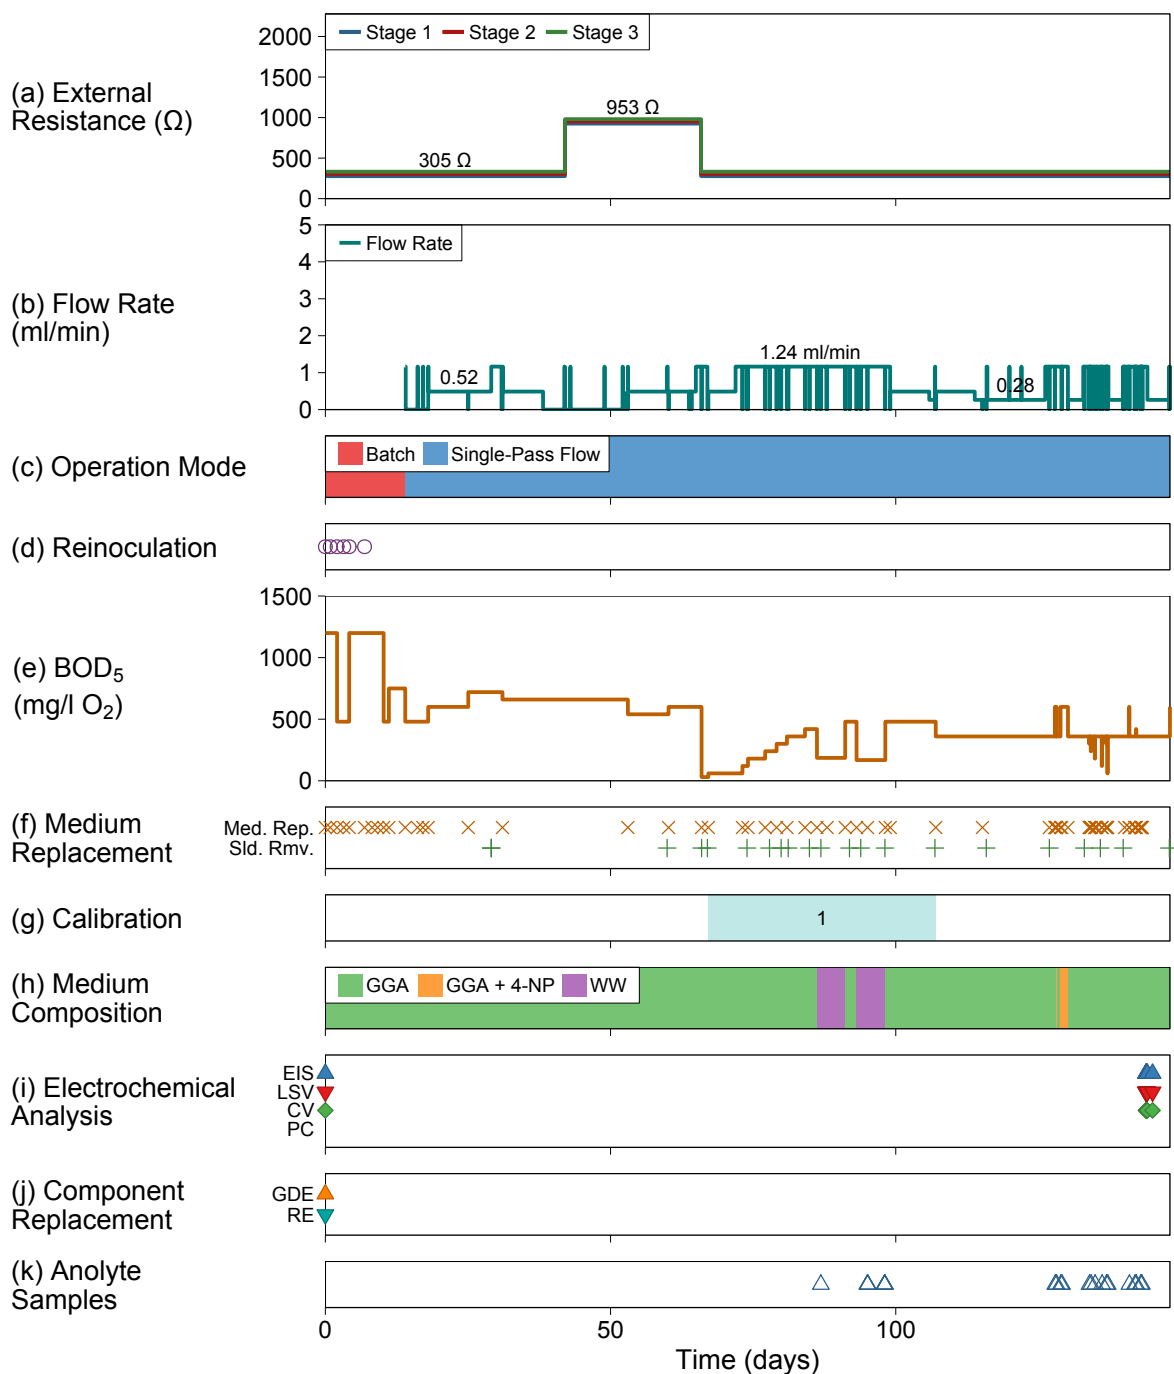 (a) External
Resistance (Ω)
2000
1500
1000
500
0
Stage 1 Stage 2 Stage 3
305 Ω
953 Ω
(b) Flow Rate
(ml/min)
5
4
3
2
1
0
Flow Rate
0.52
1.24 ml/min
0.28
(c) Operation Mode
Batch Single-Pass Flow
(d) Reinoculation
(e) BOD₅
(mg/l O₂)
1500
1000
500
0
(f) Medium
Replacement
Med. Rep.
Sld. Rmv.
(g) Calibration
1
(h) Medium
Composition
GGA GGA + 4-NP WW
(i) Electrochemical
Analysis
EIS
LSV
CV
PC
(j) Component
Replacement
GDE
RE
(k) Anolyte
Samples
0 50 100
Time (days)